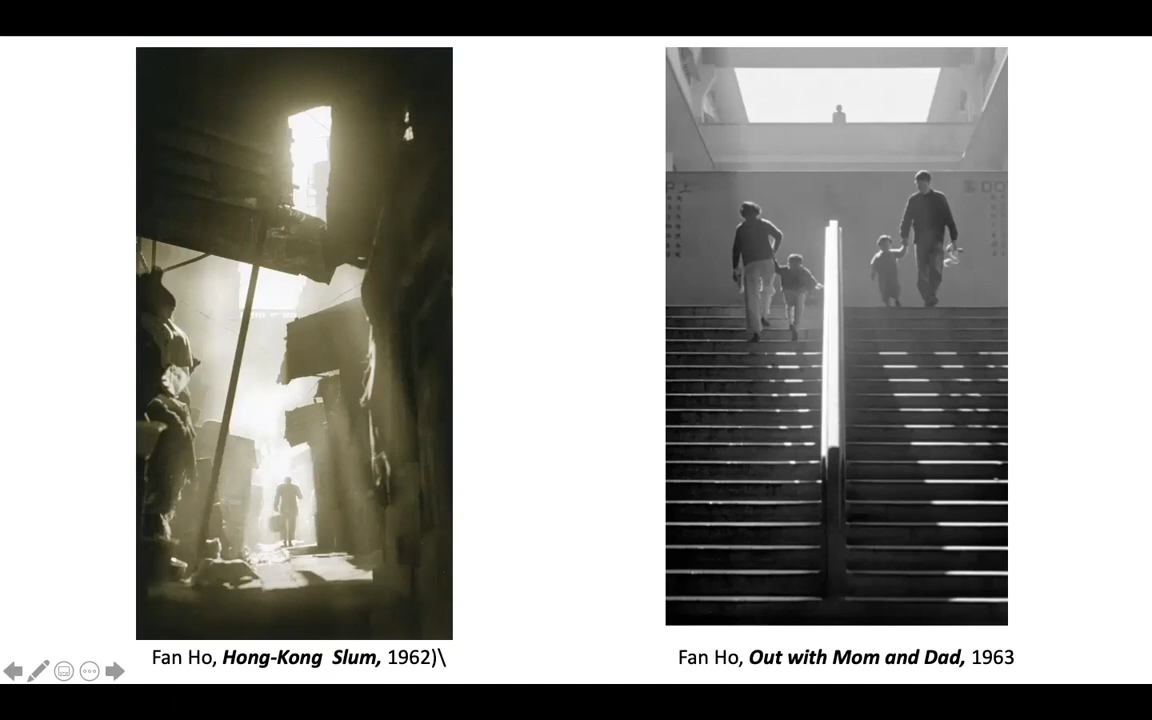 Fan Ho, Hong-Kong Slum, 1962)\
Fan Ho, Out with Mom and Dad, 1963